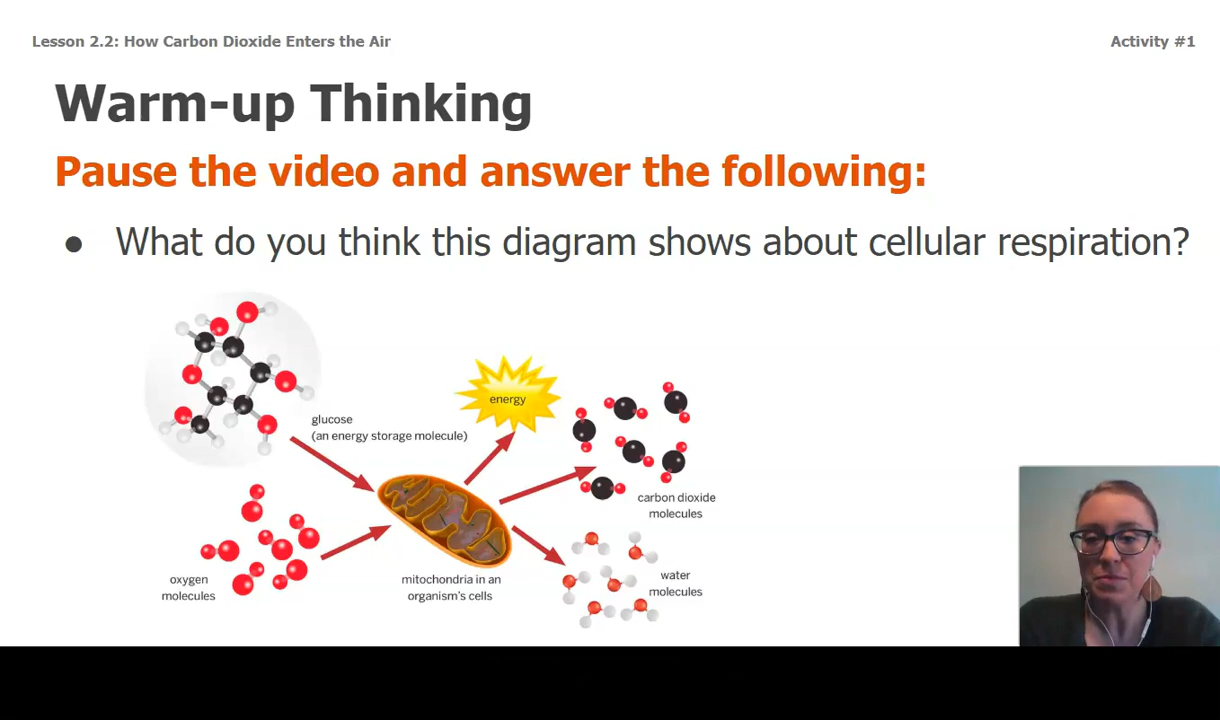 Lesson 2.2: How Carbon Dioxide Enters the Air
Activity #1
Warm-up Thinking
Pause the video and answer the following:
● What do you think this diagram shows about cellular respiration?
glucose
(an energy storage molecule)
energy
carbon dioxide
molecules
oxygen
molecules
mitochondria in an
organism's cells
water
molecules